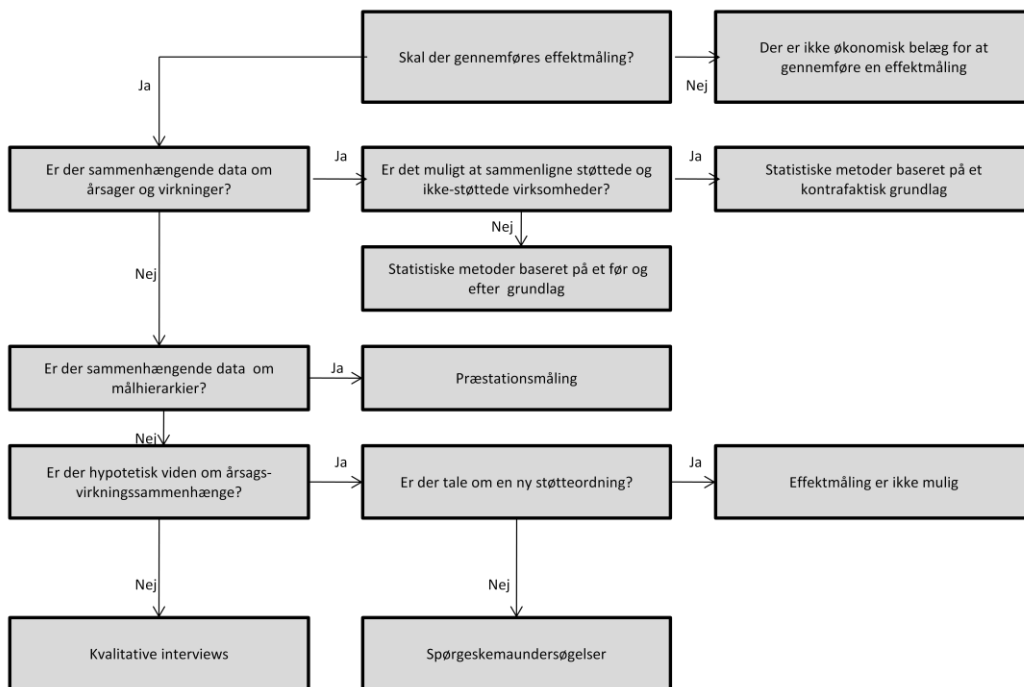 Skal der gennemføres effektmåling?
Der er ikke økonomisk belæg for at
gennemføre en effektmåling
Ja
Nej
Er der sammenhængende data om
årsager og virkninger?
Ja
Er det muligt at sammenligne støttede og
ikke-støttede virksomheder?
Ja
Statistiske metoder baseret på et
kontrafaktisk grundlag
Nej
Nej
Statistiske metoder baseret på et før og
efter grundlag
Er der sammenhængende data om
målhierarkier?
Ja
Præstationsmåling
Nej
Er der hypotetisk viden om årsags-
virkningssammenhænge?
Ja
Er der tale om en ny støtteordning?
Ja
Effektmåling er ikke mulig
Nej
Nej
Kvalitative interviews
Spørgeskemaundersøgelser